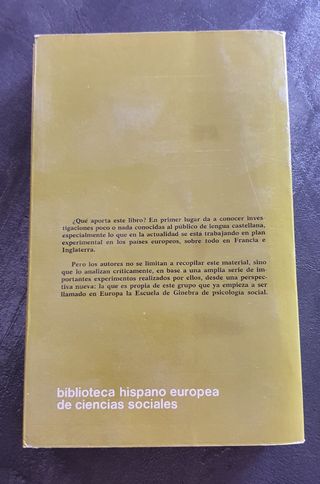 ¿Qué aporta este libro? En primer lugar da a conocer inves-
tigaciones poco o nada conocidas al público de lengua castellana,
especialmente lo que en la actualidad se está trabajando en plan
experimental en los países europeos, sobre todo en Francia e
Inglaterra.
Pero los autores no se limitan a recopilar este material, sino
que lo analizan críticamente, en base a una amplia serie de im-
portantes experimentos realizados por ellos, desde una perspec-
tiva nueva: la que es propia de este grupo que ya empieza a ser
llamado en Europa la Escuela de Ginebra de psicología social.
biblioteca hispano europea
de ciencias sociales